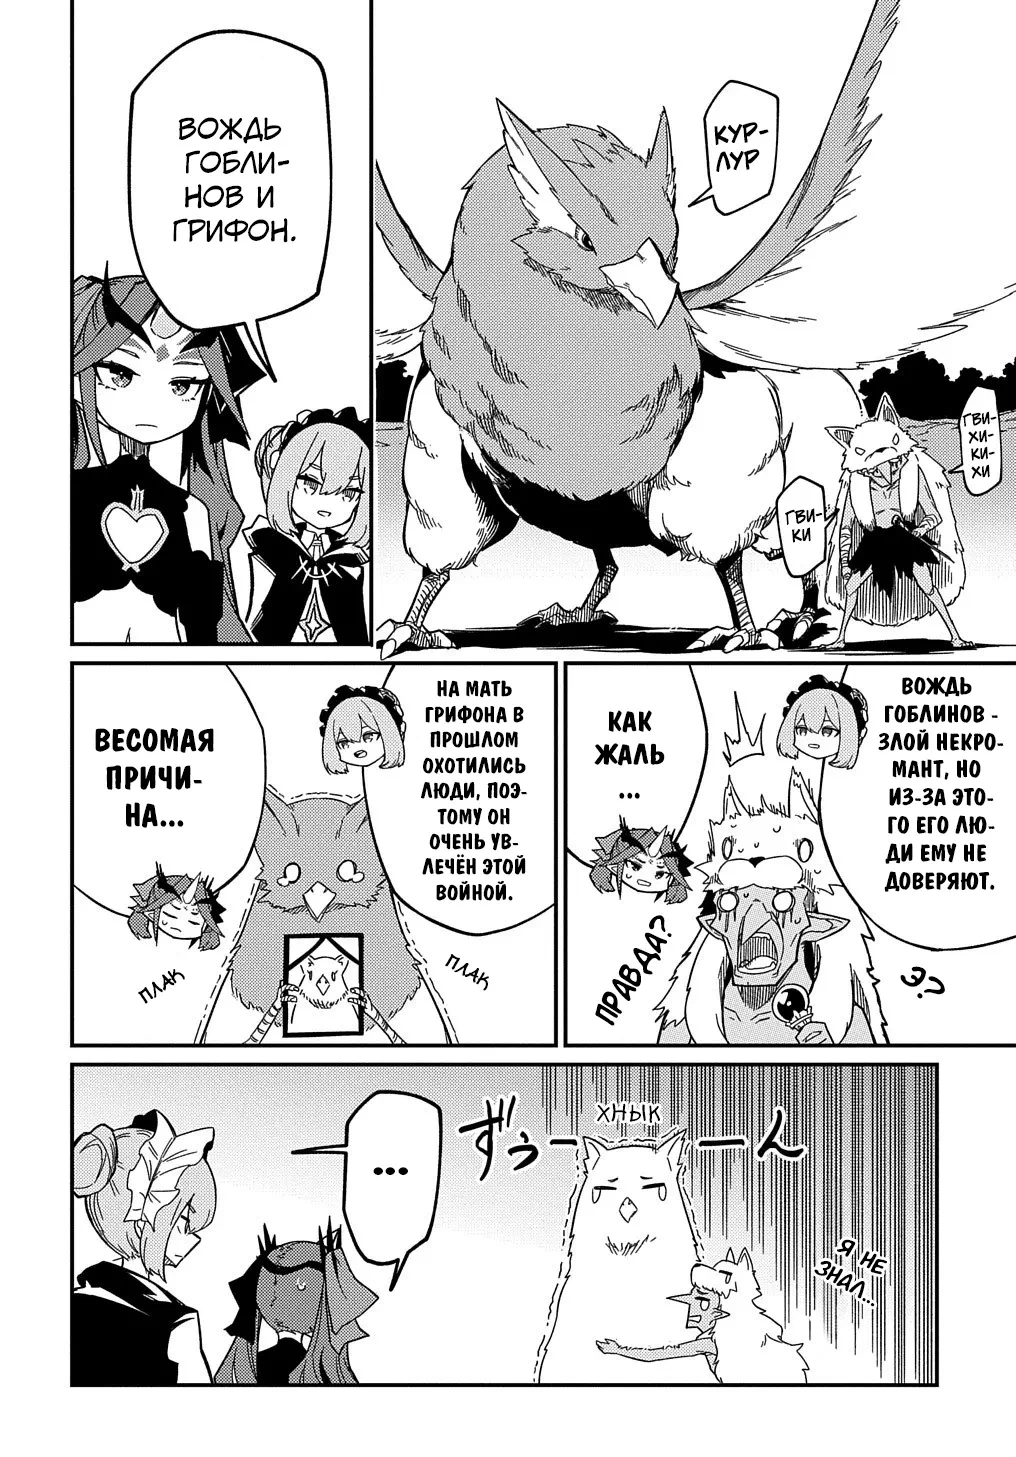 КУР-
ЛУР
ГВИ-
ХИ-
КИ-
ХИ
ГВИ-
КИ
ВОЖДЬ
ГОБЛИ-
НОВ И
ГРИФОН.
ВОЖДЬ
ГОБЛИНОВ -
ЗЛОЙ НЕКРО-
МАНТ, НО
ИЗ-ЗА ЭТО-
ГО ЕГО ЛЮ-
ДИ ЕМУ НЕ
ДОВЕРЯЮТ.
КАК
ЖАЛЬ
...
Э?
ПРАВДА?
НА МАТЬ
ГРИФОНА В
ПРОШЛОМ
ОХОТИЛИСЬ
ЛЮДИ, ПОЭ-
ТОМУ ОН
ОЧЕНЬ УВ-
ЛЕЧЁН ЭТОЙ
ВОЙНОЙ.
ВЕСОМАЯ
ПРИЧИ-
НА...
ПЛАК
ПЛАК
ХНЫК
ずぅーーん
Я НЕ
ЗНАЛ...
...